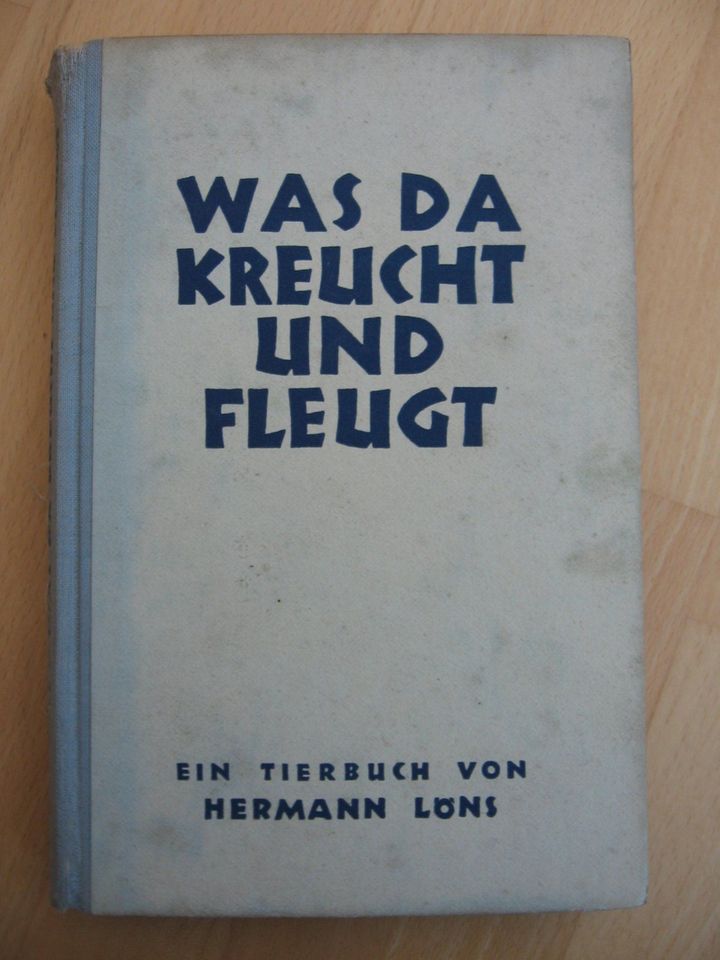 WAS DA
KREUCHT
UND
FLEUGT
EIN TIERBUCH VON
HERMANN LÖNS